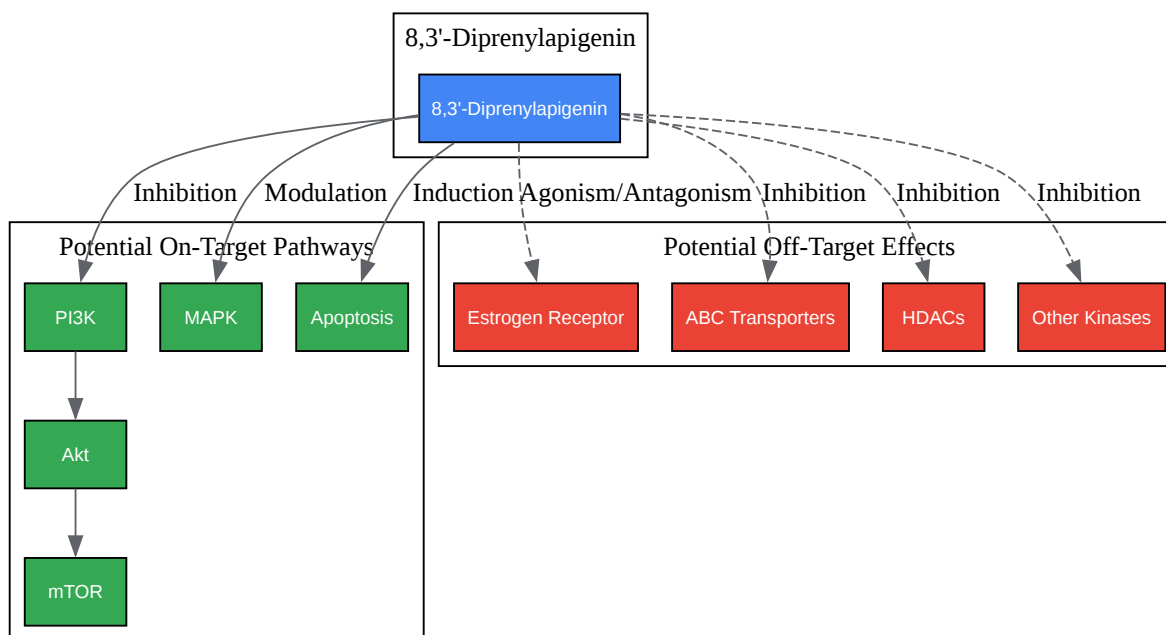 8,3'-Diprenylapigenin
8,3'-Diprenylapigenin
Inhibition
Modulation
Induction
Agonism/Antagonism
Inhibition
Inhibition
Inhibition
Potential On-Target Pathways
Potential Off-Target Effects
PI3K
MAPK
Apoptosis
Estrogen Receptor
ABC Transporters
HDACs
Other Kinases
Akt
mTOR